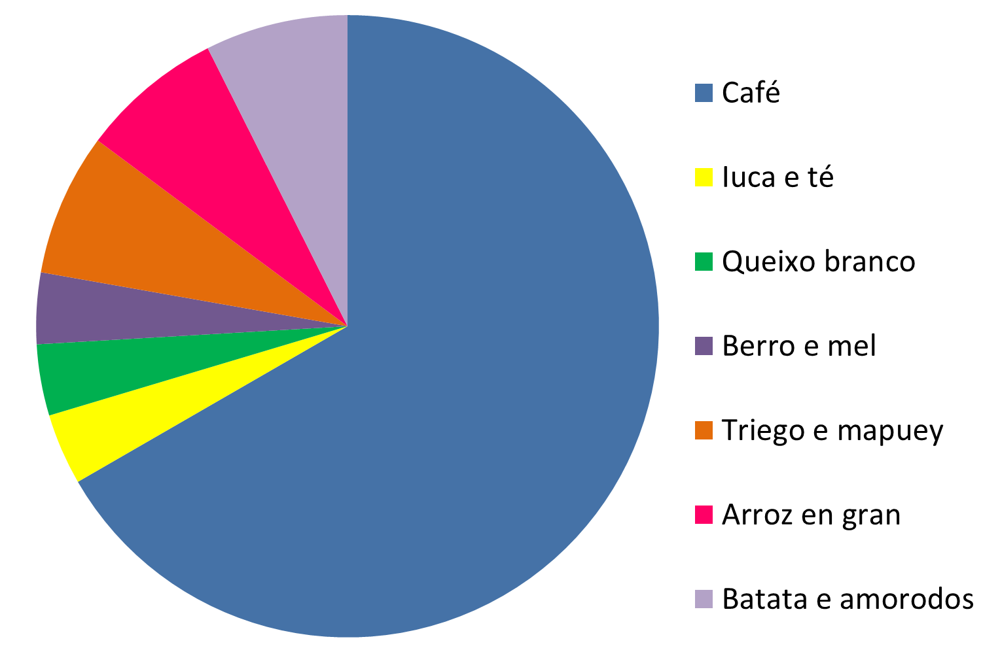 Café
Iuca e té
Queixo branco
Berro e mel
Triego e mapuey
Arroz en gran
Batata e amorodos